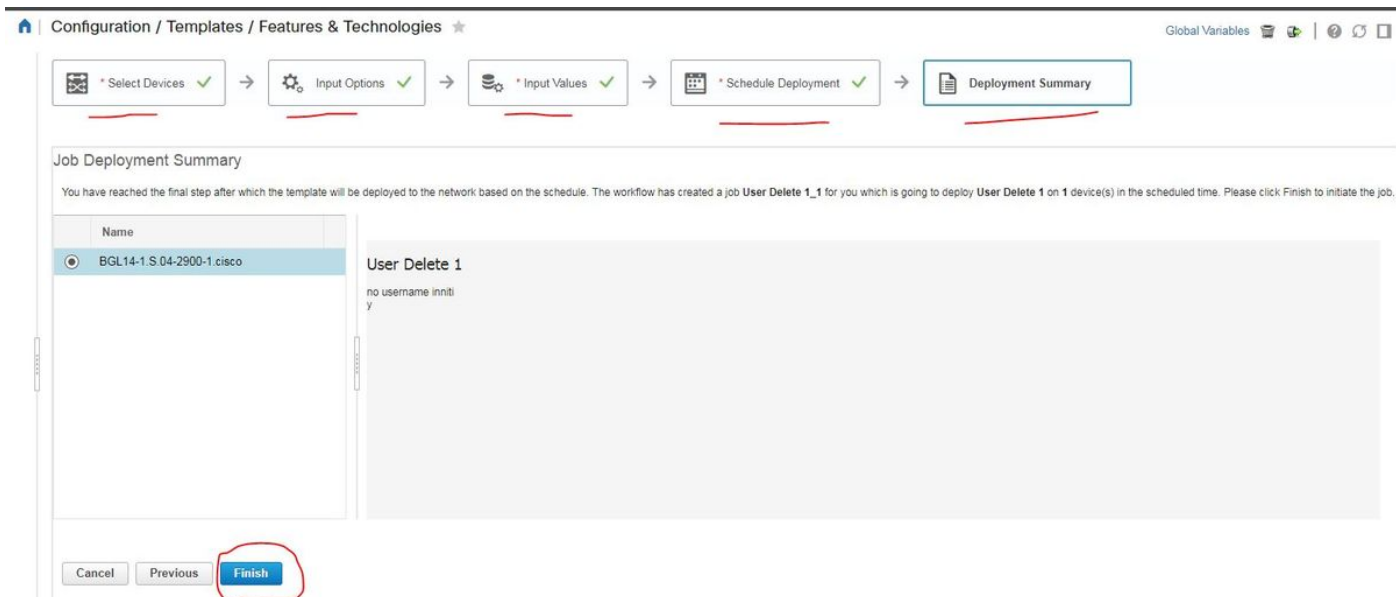 Configuration / Templates / Features & Technologies
Global Variables
* Select Devices
Input Options
* Input Values
* Schedule Deployment
Deployment Summary
Job Deployment Summary
You have reached the final step after which the template will be deployed to the network based on the schedule. The workflow has created a job User Delete 1_1 for you which is going to deploy User Delete 1 on 1 device(s) in the scheduled time. Please click Finish to initiate the job.
Name
BGL14-1.S.04-2900-1.cisco
User Delete 1
no username inniti
y
Cancel
Previous
Finish